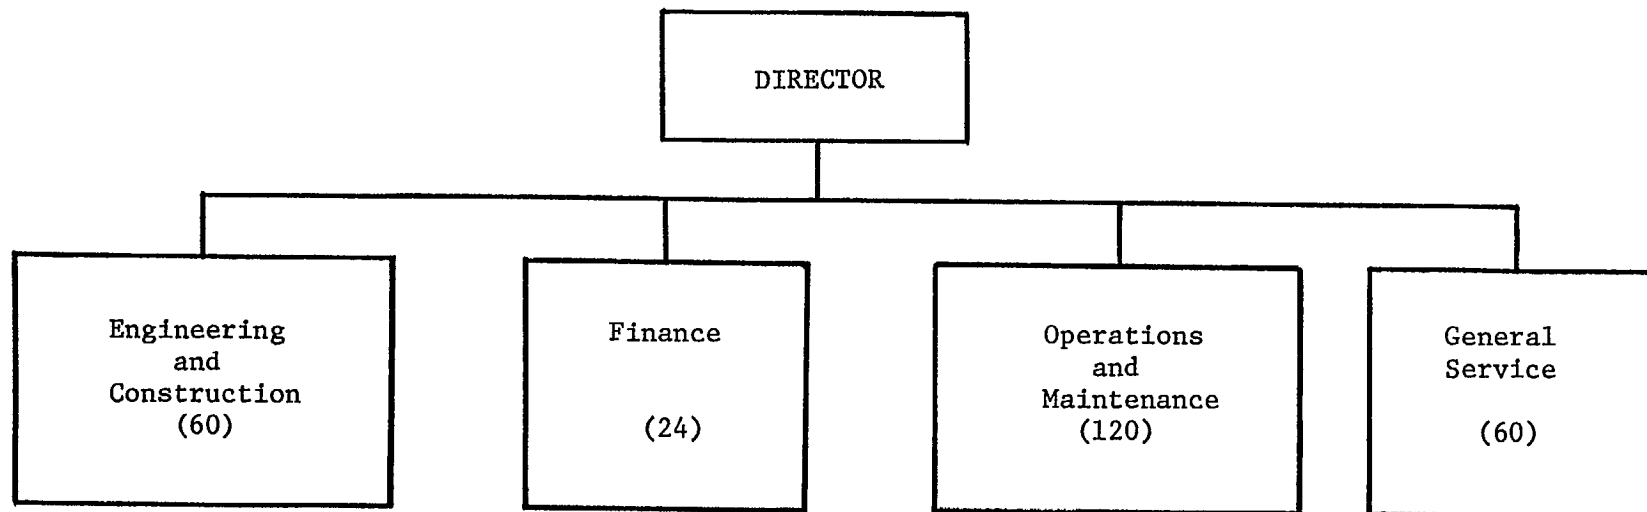 DIRECTOR
Engineering
and
Construction
(60)
Finance
(24)
Operations
and
Maintenance
(120)
General
Service
(60)